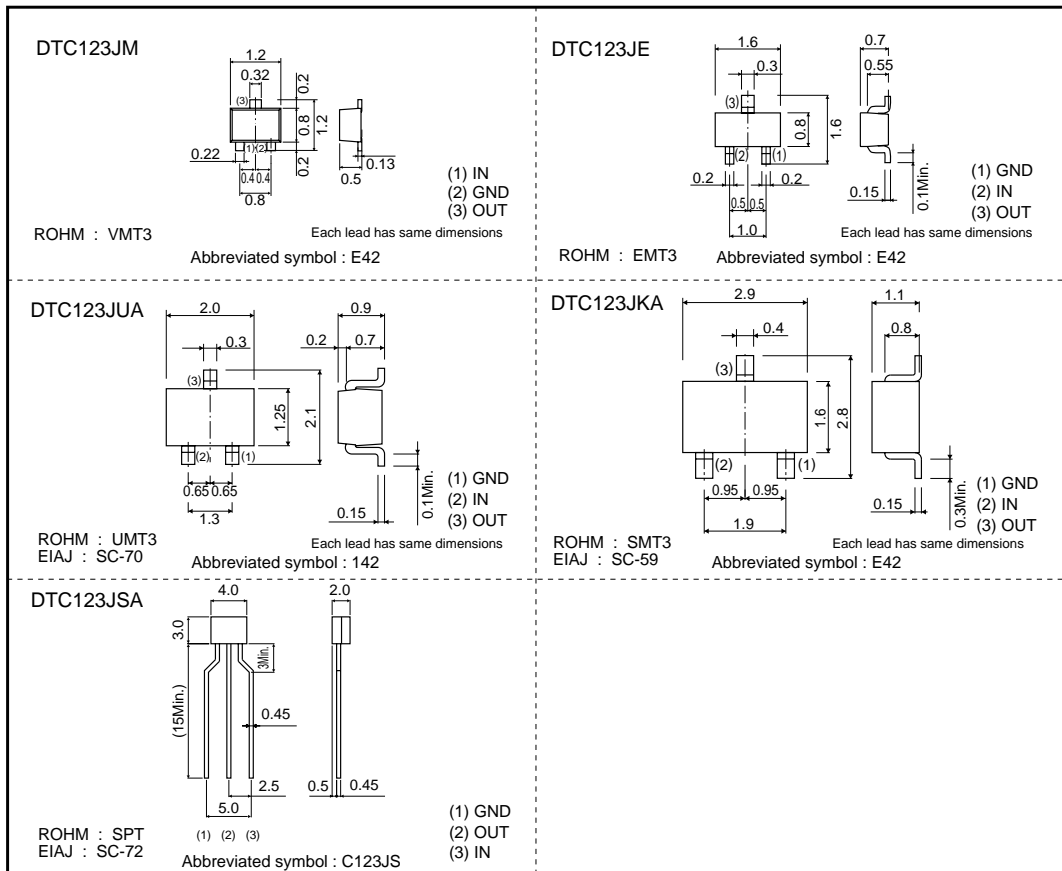 DTC123JM
1.2
0.32
0.2
(3)
0.8
1.2
0.22
(1) (2)
0.2
0.13
0.4 0.4
0.5
0.8
(1) IN
(2) GND
(3) OUT
ROHM : VMT3
Each lead has same dimensions
Abbreviated symbol : E42
DTC123JE
1.6
0.7
0.3
0.55
(3)
0.8
1.6
(2) (1)
0.2
0.2
0.15
0.1Min.
0.5 0.5
1.0
(1) GND
(2) IN
(3) OUT
ROHM : EMT3
Each lead has same dimensions
Abbreviated symbol : E42
DTC123JUA
2.0
0.9
0.3
0.2
0.7
(3)
1.25
2.1
(2) (1)
0.65 0.65
1.3
0.15
0.1Min.
(1) GND
(2) IN
(3) OUT
ROHM : UMT3
EIAJ : SC-70
Each lead has same dimensions
Abbreviated symbol : 142
DTC123JKA
2.9
1.1
0.4
0.8
(3)
1.6
2.8
(2) (1)
0.95 0.95
1.9
0.15
0.3Min.
(1) GND
(2) IN
(3) OUT
ROHM : SMT3
EIAJ : SC-59
Each lead has same dimensions
Abbreviated symbol : E42
DTC123JSA
4.0
2.0
3.0
3Min.
(15Min.)
0.45
2.5
0.5
0.45
5.0
(1) (2) (3)
(1) GND
(2) OUT
(3) IN
ROHM : SPT
EIAJ : SC-72
Abbreviated symbol : C123JS